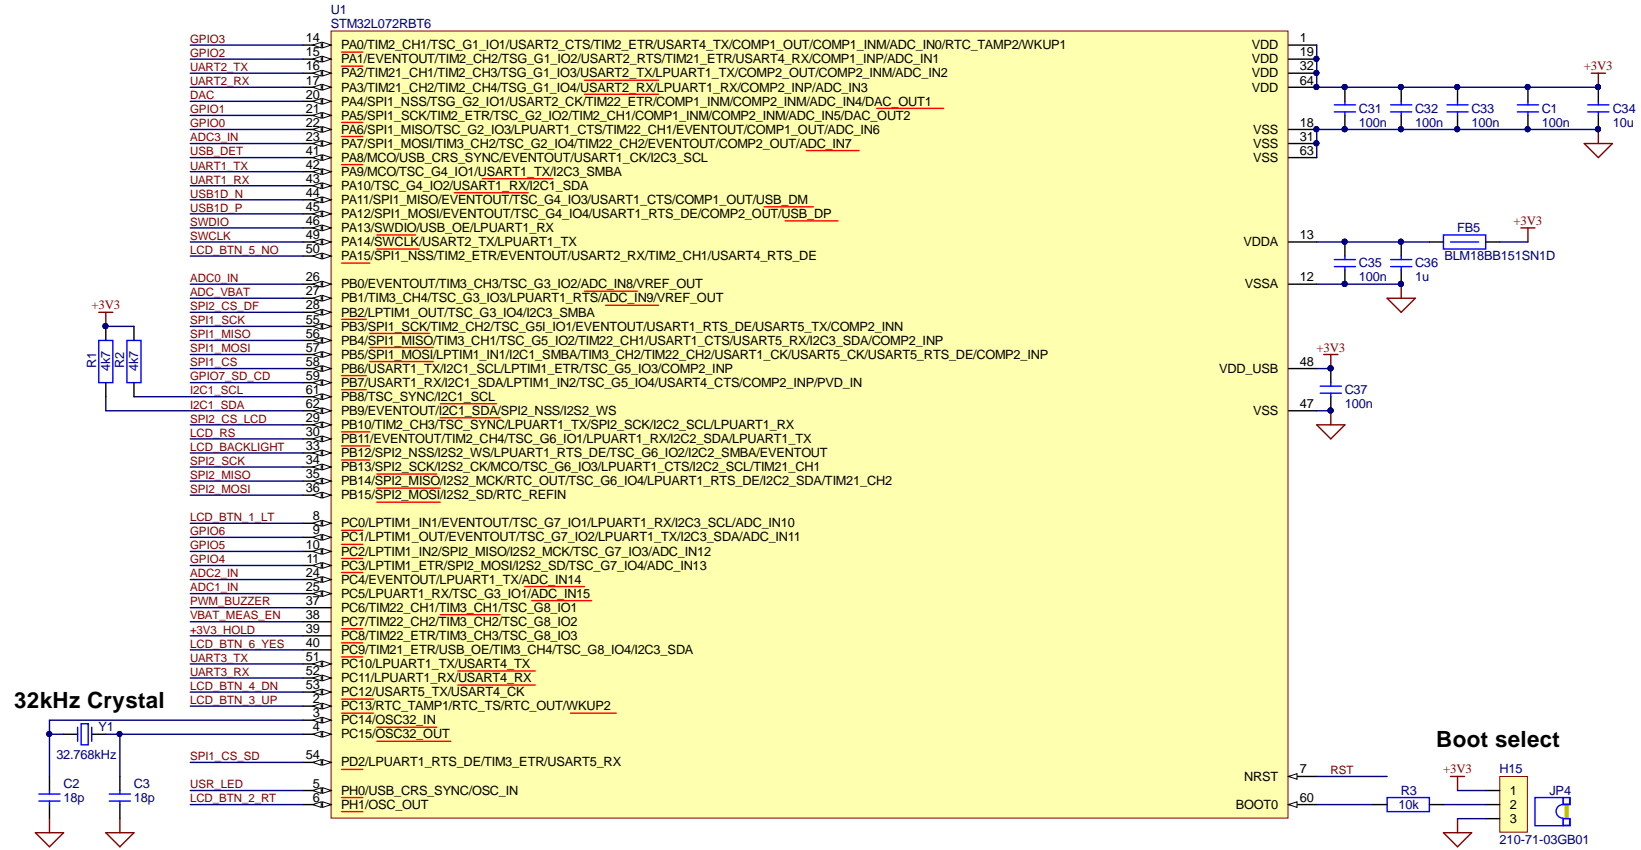 U1
STM32L072RBT6
GPIO3 14 PA0/TIM2_CH1/TSC_G1_IO1/USART2_CTS/TIM2_ETR/USART4_TX/COMP1_OUT/COMP1_INM/ADC_IN0/RTC_TAMP2/WKUP1
GPIO2 15 PA1/EVENTOUT/TIM2_CH2/TSG_G1_IO2/USART2_RTS/TIM21_ETR/USART4_RX/COMP1_INP/ADC_IN1
UART2_TX 16 PA2/TIM21_CH1/TIM2_CH3/TSG_G1_IO3/USART2_TX/LPUART1_TX/COMP2_OUT/COMP2_INM/ADC_IN2
UART2_RX 17 PA3/TIM21_CH2/TIM2_CH4/TSG_G1_IO4/USART2_RX/LPUART1_RX/COMP2_INP/ADC_IN3
DAC 20 PA4/SPI1_NSS/TSG_G2_IO1/USART2_CK/TIM22_ETR/COMP1_INM/COMP2_INM/ADC_IN4/DAC_OUT1
GPIO1 21 PA5/SPI1_SCK/TIM2_ETR/TSC_G2_IO2/TIM2_CH1/COMP1_INM/COMP2_INM/ADC_IN5/DAC_OUT2
GPIO0 22 PA6/SPI1_MISO/TSC_G2_IO3/LPUART1_CTS/TIM22_CH1/EVENTOUT/COMP1_OUT/ADC_IN6
ADC3_IN 23 PA7/SPI1_MOSI/TIM3_CH2/TSC_G2_IO4/TIM22_CH2/EVENTOUT/COMP2_OUT/ADC_IN7
USB_DET 41 PA8/MCO/USB_CRS_SYNC/EVENTOUT/USART1_CK/I2C3_SCL
UART1_TX 42 PA9/MCO/TSC_G4_IO1/USART1_TX/I2C3_SMBA
UART1_RX 43 PA10/TSC_G4_IO2/USART1_RX/I2C1_SDA
USB1D_N 44 PA11/SPI1_MISO/EVENTOUT/TSC_G4_IO3/USART1_CTS/COMP1_OUT/USB_DM
USB1D_P 45 PA12/SPI1_MOSI/EVENTOUT/TSC_G4_IO4/USART1_RTS_DE/COMP2_OUT/USB_DP
SWDIO 46 PA13/SWDIO/USB_OE/LPUART1_RX
SWCLK 49 PA14/SWCLK/USART2_TX/LPUART1_TX
LCD_BTN_5_NO 50 PA15/SPI1_NSS/TIM2_ETR/EVENTOUT/USART2_RX/TIM2_CH1/USART4_RTS_DE
ADC0_IN 26 PB0/EVENTOUT/TIM3_CH3/TSC_G3_IO2/ADC_IN8/VREF_OUT
ADC_VBAT 27 PB1/TIM3_CH4/TSC_G3_IO3/LPUART1_RTS/ADC_IN9/VREF_OUT
SPI2_CS_DF 28 PB2/LPTIM1_OUT/TSC_G3_IO4/I2C3_SMBA
SPI1_SCK 55 PB3/SPI1_SCK/TIM2_CH2/TSC_G5I_IO1/EVENTOUT/USART1_RTS_DE/USART5_TX/COMP2_INN
SPI1_MISO 56 PB4/SPI1_MISO/TIM3_CH1/TSC_G5_IO2/TIM22_CH1/USART1_CTS/USART5_RX/I2C3_SDA/COMP2_INP
SPI1_MOSI 57 PB5/SPI1_MOSI/LPTIM1_IN1/I2C1_SMBA/TIM3_CH2/TIM22_CH2/USART1_CK/USART5_CK/USART5_RTS_DE/COMP2_INP
SPI1_CS 58 PB6/USART1_TX/I2C1_SCL/LPTIM1_ETR/TSC_G5_IO3/COMP2_INP
GPIO7_SD_CD 59 PB7/USART1_RX/I2C1_SDA/LPTIM1_IN2/TSC_G5_IO4/USART4_CTS/COMP2_INP/PVD_IN
I2C1_SCL 61 PB8/TSC_SYNC/I2C1_SCL
I2C1_SDA 62 PB9/EVENTOUT/I2C1_SDA/SPI2_NSS/I2S2_WS
SPI2_CS_LCD 29 PB10/TIM2_CH3/TSC_SYNC/LPUART1_TX/SPI2_SCK/I2C2_SCL/LPUART1_RX
LCD_RS 30 PB11/EVENTOUT/TIM2_CH4/TSC_G6_IO1/LPUART1_RX/I2C2_SDA/LPUART1_TX
LCD_BACKLIGHT 33 PB12/SPI2_NSS/I2S2_WS/LPUART1_RTS_DE/TSC_G6_IO2/I2C2_SMBA/EVENTOUT
SPI2_SCK 34 PB13/SPI2_SCK/I2S2_CK/MCO/TSC_G6_IO3/LPUART1_CTS/I2C2_SCL/TIM21_CH1
SPI2_MISO 35 PB14/SPI2_MISO/I2S2_MCK/RTC_OUT/TSC_G6_IO4/LPUART1_RTS_DE/I2C2_SDA/TIM21_CH2
SPI2_MOSI 36 PB15/SPI2_MOSI/I2S2_SD/RTC_REFIN
LCD_BTN_1_LT 8 PC0/LPTIM1_IN1/EVENTOUT/TSC_G7_IO1/LPUART1_RX/I2C3_SCL/ADC_IN10
GPIO6 9 PC1/LPTIM1_OUT/EVENTOUT/TSC_G7_IO2/LPUART1_TX/I2C3_SDA/ADC_IN11
GPIO5 10 PC2/LPTIM1_IN2/SPI2_MISO/I2S2_MCK/TSC_G7_IO3/ADC_IN12
GPIO4 11 PC3/LPTIM1_ETR/SPI2_MOSI/I2S2_SD/TSC_G7_IO4/ADC_IN13
ADC2_IN 24 PC4/EVENTOUT/LPUART1_TX/ADC_IN14
ADC1_IN 25 PC5/LPUART1_RX/TSC_G3_IO1/ADC_IN15
PWM_BUZZER 37 PC6/TIM22_CH1/TIM3_CH1/TSC_G8_IO1
VBAT_MEAS_EN 38 PC7/TIM22_CH2/TIM3_CH2/TSC_G8_IO2
+3V3_HOLD 39 PC8/TIM22_ETR/TIM3_CH3/TSC_G8_IO3
LCD_BTN_6_YES 40 PC9/TIM21_ETR/USB_OE/TIM3_CH4/TSC_G8_IO4/I2C3_SDA
UART3_TX 51 PC10/LPUART1_TX/USART4_TX
UART3_RX 52 PC11/LPUART1_RX/USART4_RX
LCD_BTN_4_DN 53 PC12/USART5_TX/USART4_CK
LCD_BTN_3_UP 2 PC13/RTC_TAMP1/RTC_TS/RTC_OUT/WKUP2
3 PC14/OSC32_IN
4 PC15/OSC32_OUT
SPI1_CS_SD 54 PD2/LPUART1_RTS_DE/TIM3_ETR/USART5_RX
USR_LED 5 PH0/USB_CRS_SYNC/OSC_IN
LCD_BTN_2_RT 6 PH1/OSC_OUT
+3V3
R1 4k7
R2 4k7
32kHz Crystal
Y1
32.768kHz
C2
18p
C3
18p
VDD 1
VDD 19
VDD 32
VDD 64
VSS 18
VSS 31
VSS 63
+3V3
C31
100n
C32
100n
C33
100n
C1
100n
C34
10u
VDDA 13
VSSA 12
C35
100n
C36
1u
FB5
BLM18BB151SN1D
+3V3
VDD_USB 48
VSS 47
+3V3
C37
100n
Boot select
NRST 7 RST
BOOT0 60
R3
10k
+3V3
H15
1
2
3
JP4
210-71-03GB01